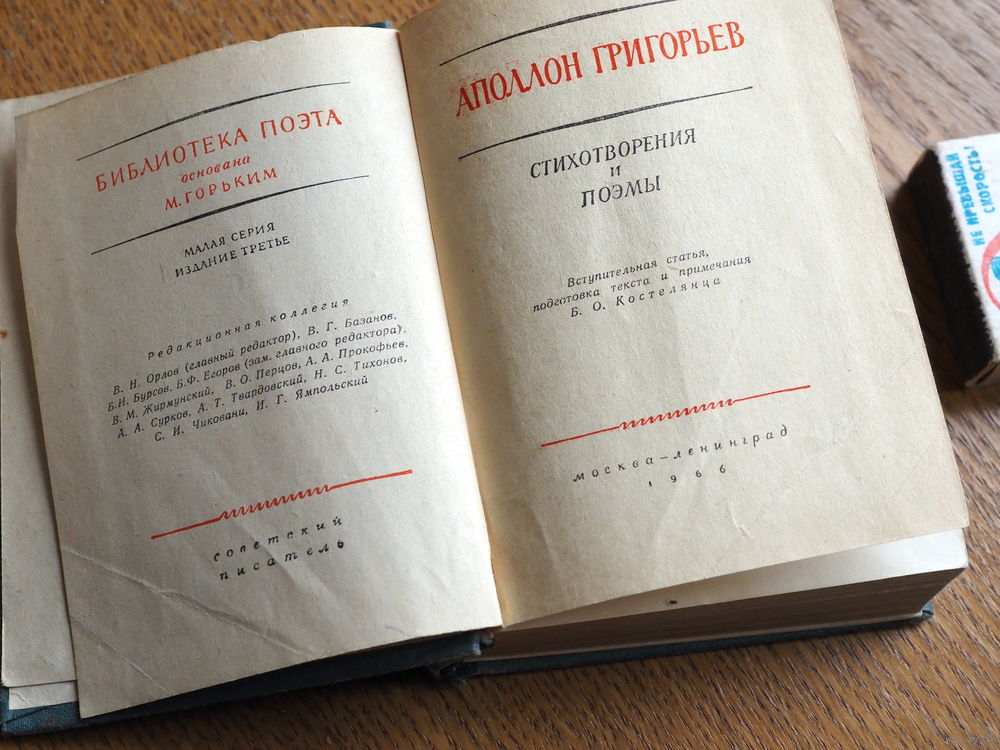 БИБЛИОТЕКА ПОЭТА
основана
М. ГОРЬКИМ
МАЛАЯ СЕРИЯ
ИЗДАНИЕ ТРЕТЬЕ
Редакционная коллегия
В. Н. Орлов (главный редактор), В. Г. Базанов,
Б. И. Бурсов, Б. Ф. Егоров (зам. главного редактора),
В. М. Жирмунский, В. О. Перцов, А. А. Прокофьев,
А. А. Сурков, А. Т. Твардовский, Н. С. Тихонов,
С. И. Чиковани, И. Г. Ямпольский
советский
писатель
АПОЛЛОН ГРИГОРЬЕВ
СТИХОТВОРЕНИЯ
И
ПОЭМЫ
Вступительная статья,
подготовка текста и примечания
Б. О. Костелянца
москва—ленинград
1966
НЕ ПРЕВЫШАЙ
СКОРОСТЬ!